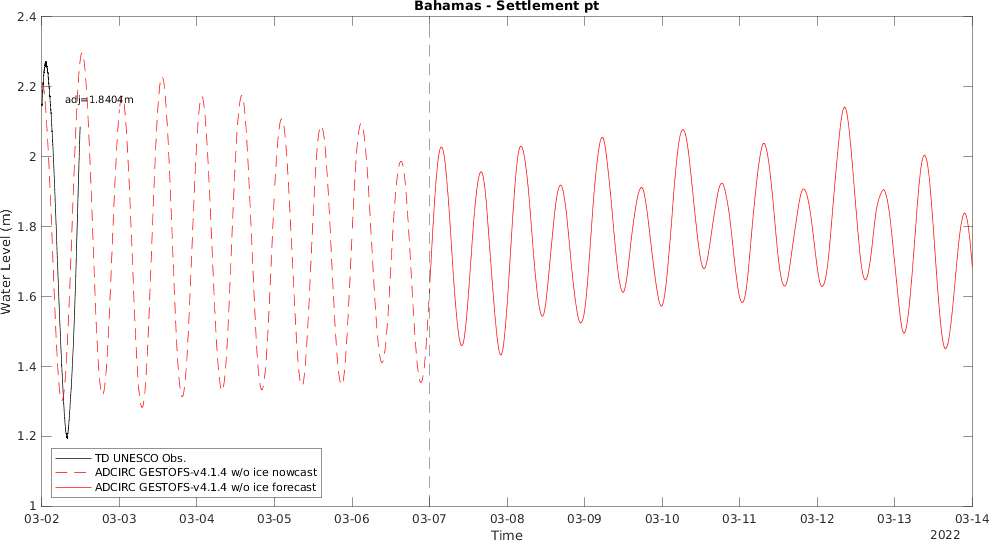 Bahamas - Settlement pt
2.4
2.2
2
1.8
1.6
1.4
1.2
1
Water Level (m)
adj=1.8404m
TD UNESCO Obs.
ADCIRC GESTOFS-v4.1.4 w/o ice nowcast
ADCIRC GESTOFS-v4.1.4 w/o ice forecast
03-02 03-03 03-04 03-05 03-06 03-07 03-08 03-09 03-10 03-11 03-12 03-13 03-14
Time
2022